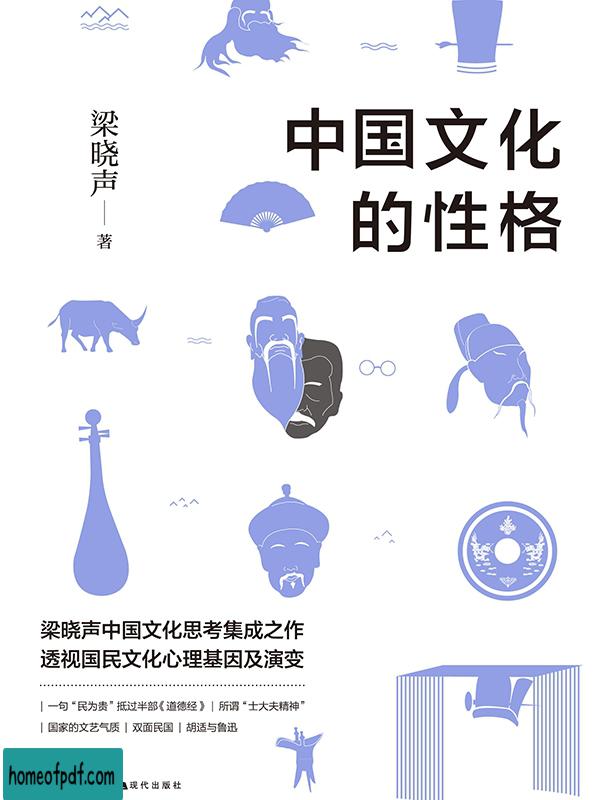 中国文化
的性格
梁晓声
著
梁晓声中国文化思考集成之作
透视国民文化心理基因及演变
| 一句“民为贵”抵过半部《道德经》| 所谓“士大夫精神”
| 国家的文艺气质 | 双面民国 | 胡适与鲁迅
homeofpdf.com
现代出版社